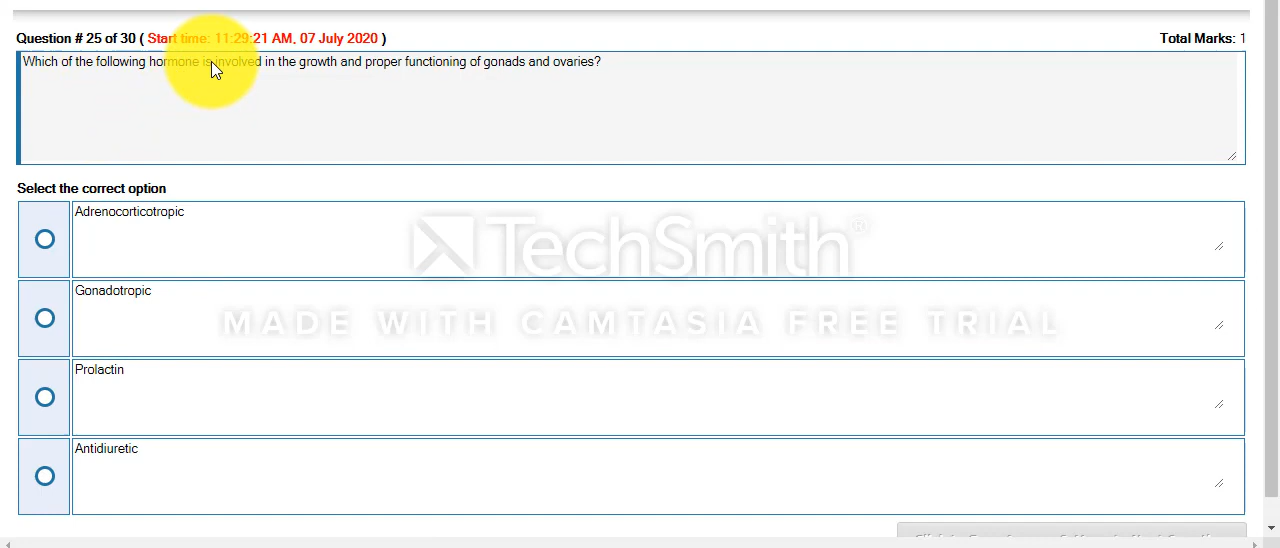 Question # 25 of 30 ( Start time: 11:29:21 AM, 07 July 2020 )
Total Marks: 1
Which of the following hormone is involved in the growth and proper functioning of gonads and ovaries?
Select the correct option
Adrenocorticotropic
Gonadotropic
Prolactin
Antidiuretic
TechSmith®
MADE WITH CAMTASIA FREE TRIAL